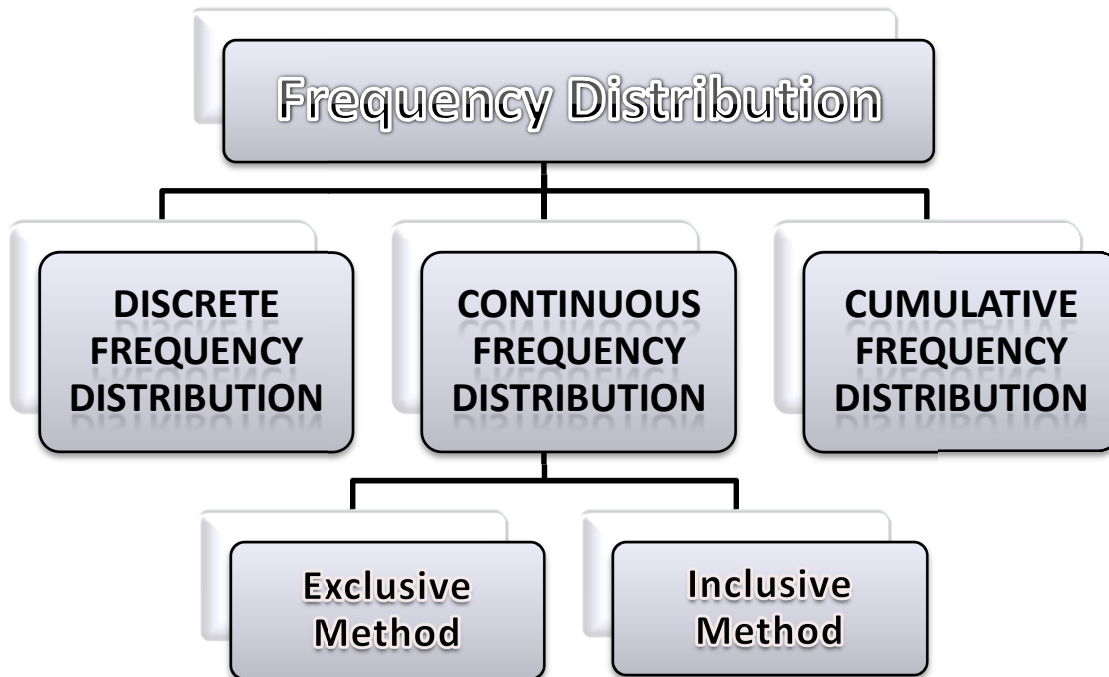 Frequency Distribution
DISCRETE
FREQUENCY
DISTRIBUTION
CONTINUOUS
FREQUENCY
DISTRIBUTION
CUMULATIVE
FREQUENCY
DISTRIBUTION
Exclusive
Method
Inclusive
Method